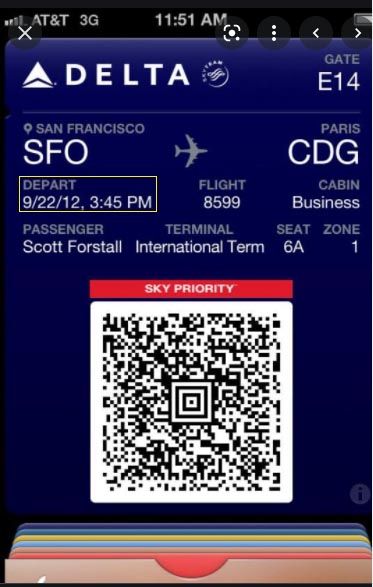 AT&T 3G 11:51 AM
DELTA
GATE
E14
SAN FRANCISCO PARIS
SFO CDG
DEPART FLIGHT CABIN
9/22/12, 3:45 PM 8599 Business
PASSENGER TERMINAL SEAT ZONE
Scott Forstall International Term 6A 1
SKY PRIORITY